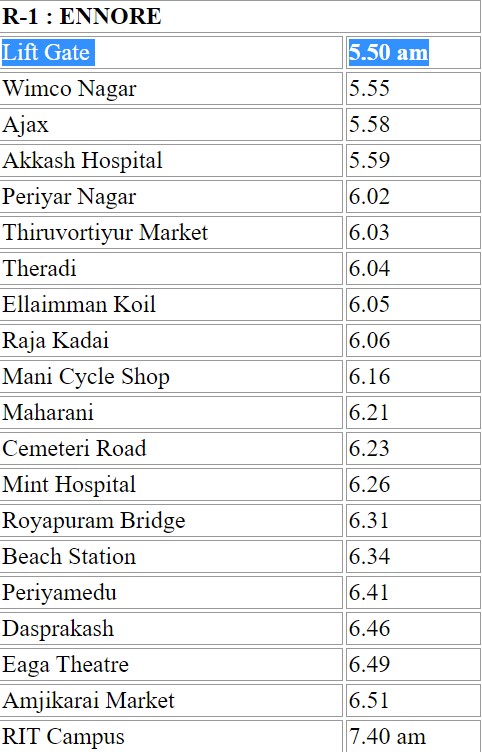 R-1 : ENNORE
Lift Gate 5.50 am
Wimco Nagar 5.55
Ajax 5.58
Akkash Hospital 5.59
Periyar Nagar 6.02
Thiruvortiyur Market 6.03
Theradi 6.04
Ellaimman Koil 6.05
Raja Kadai 6.06
Mani Cycle Shop 6.16
Maharani 6.21
Cemeteri Road 6.23
Mint Hospital 6.26
Royapuram Bridge 6.31
Beach Station 6.34
Periyamedu 6.41
Dasprakash 6.46
Eaga Theatre 6.49
Amjikarai Market 6.51
RIT Campus 7.40 am